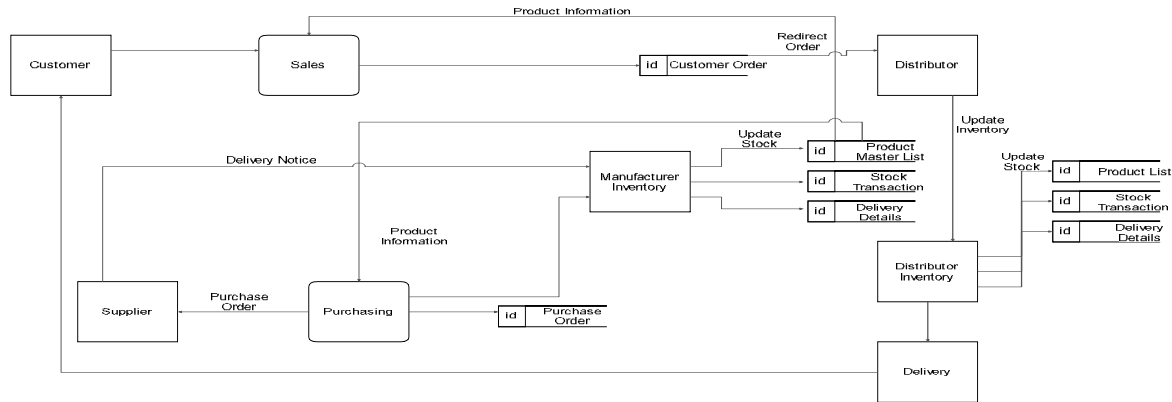 Product Information
Redirect
Order
Customer
Sales
id Customer Order
Distributor
Update
Inventory
Update
Stock
id Product
Master List
Delivery Notice
Manufacturer
Inventory
id Stock
Transaction
id Delivery
Details
Update
Stock
id Product List
id Stock
Transaction
id Delivery
Details
Product
Information
Distributor
Inventory
Supplier
Purchase
Order
Purchasing
id Purchase
Order
Delivery